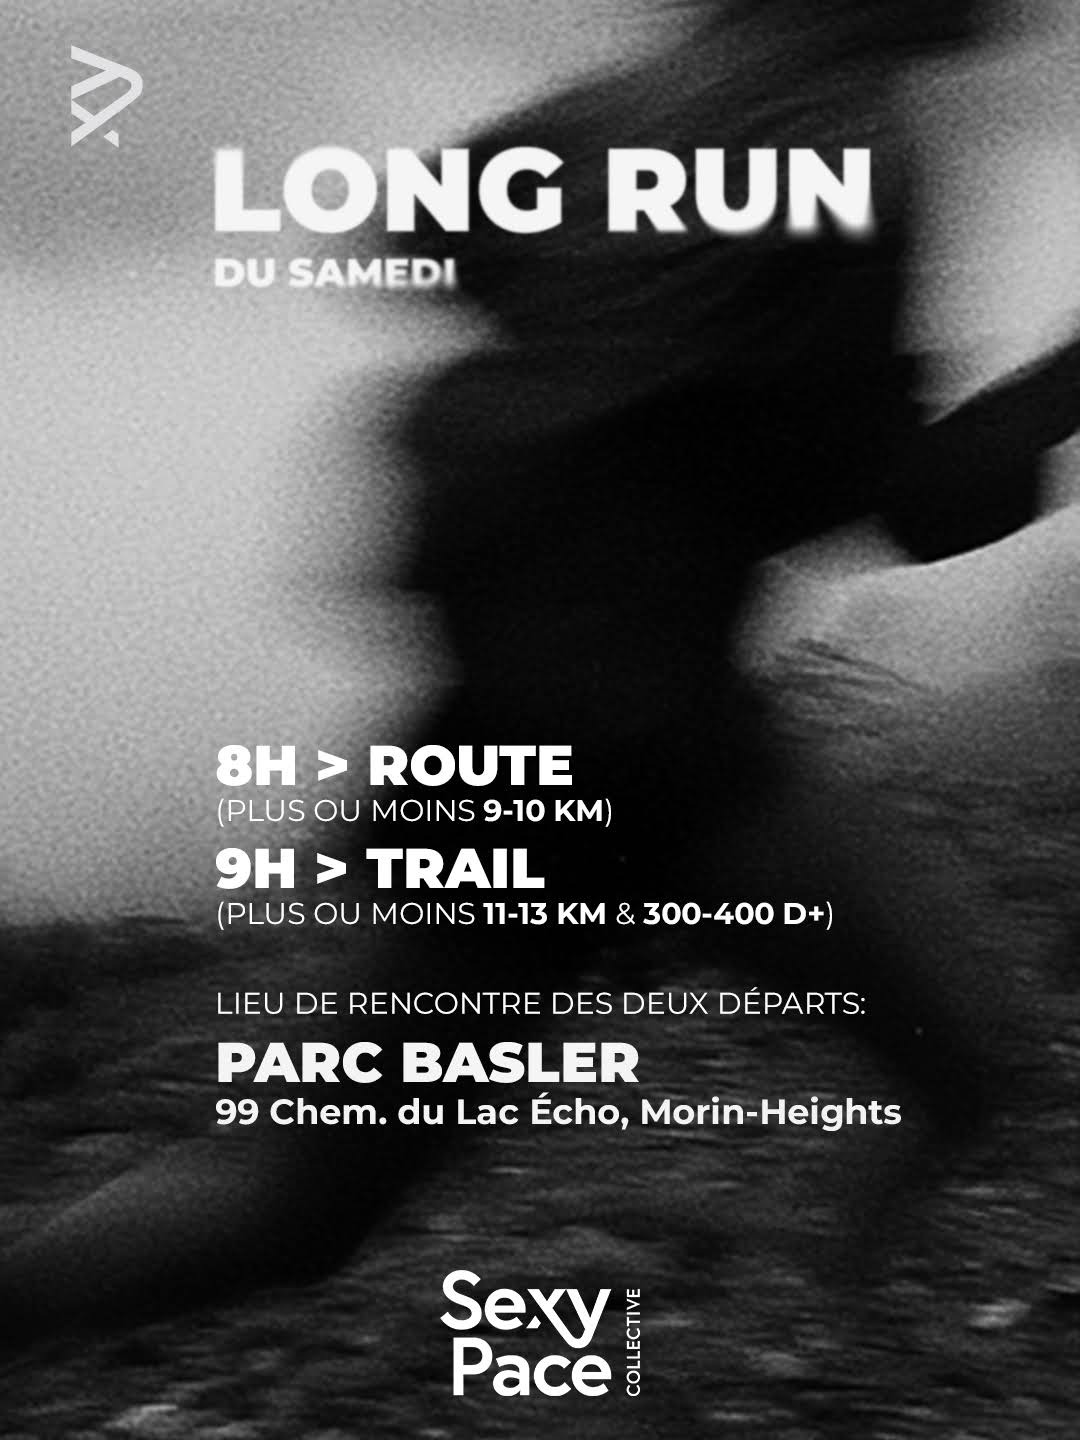 LONG RUN
DU SAMEDI
8H > ROUTE
(PLUS OU MOINS 9-10 KM)
9H > TRAIL
(PLUS OU MOINS 11-13 KM & 300-400 D+)
LIEU DE RENCONTRE DES DEUX DÉPARTS:
PARC BASLER
99 Chem. du Lac Écho, Morin-Heights
Sexy
Pace
COLLECTIVE